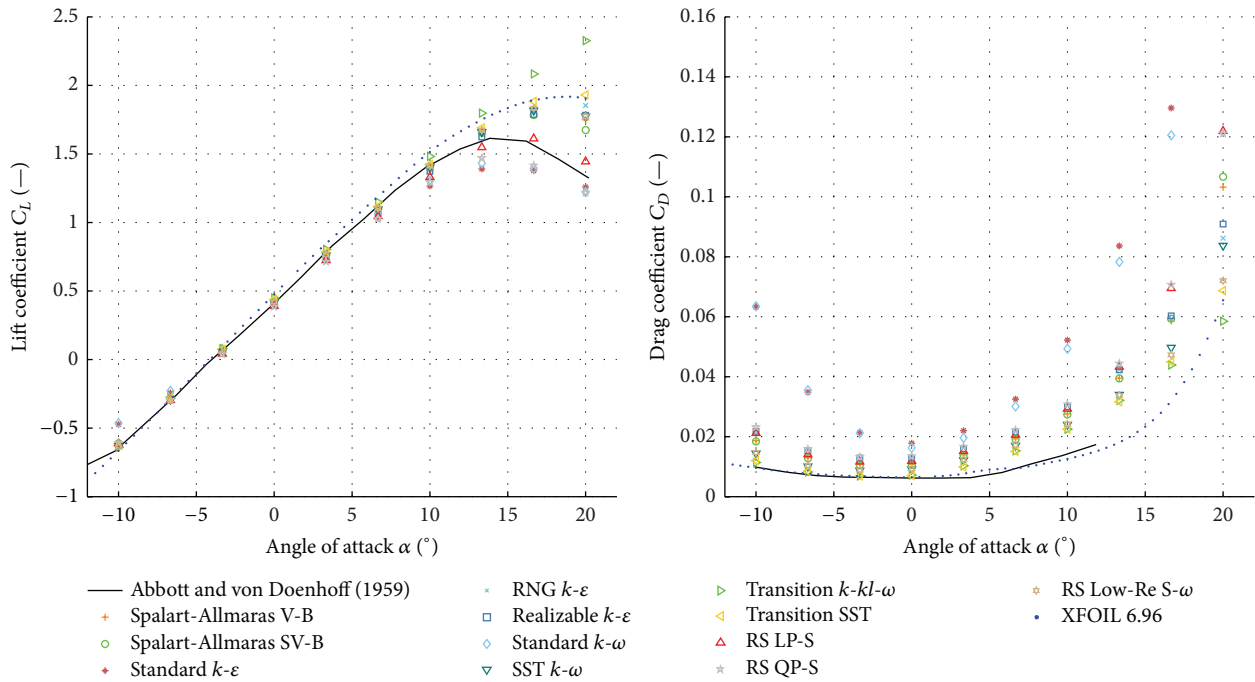 2.5
2
1.5
1
0.5
0
−0.5
−1
Lift coefficient C_L (—)
−10 −5 0 5 10 15 20
Angle of attack α (°)
0.16
0.14
0.12
0.1
0.08
0.06
0.04
0.02
0
Drag coefficient C_D (—)
−10 −5 0 5 10 15 20
Angle of attack α (°)
Abbott and von Doenhoff (1959)
Spalart-Allmaras V-B
Spalart-Allmaras SV-B
Standard k-ε
RNG k-ε
Realizable k-ε
Standard k-ω
SST k-ω
Transition k-kl-ω
Transition SST
RS LP-S
RS QP-S
RS Low-Re S-ω
XFOIL 6.96